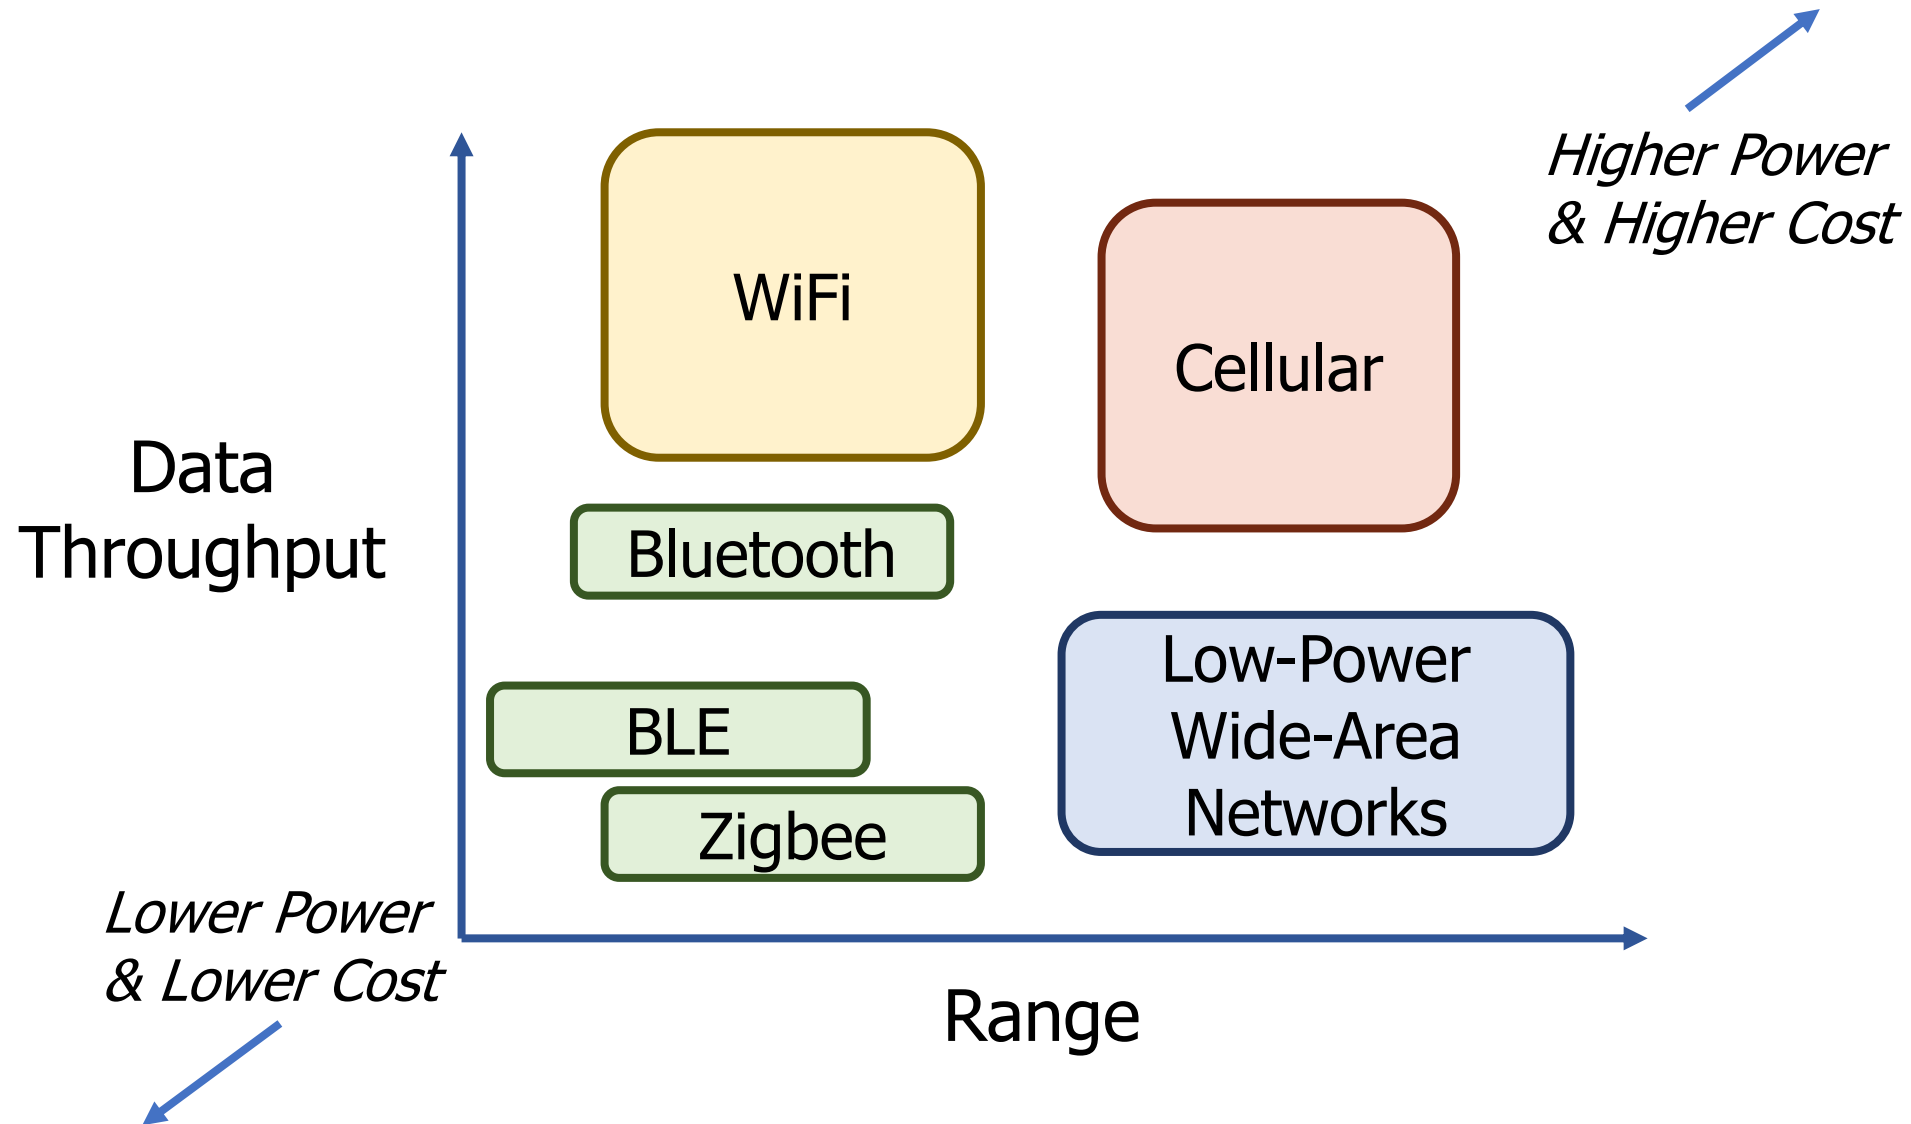 Higher Power
& Higher Cost
WiFi
Cellular
Data
Throughput
Bluetooth
Low-Power
Wide-Area
Networks
BLE
Zigbee
Lower Power
& Lower Cost
Range